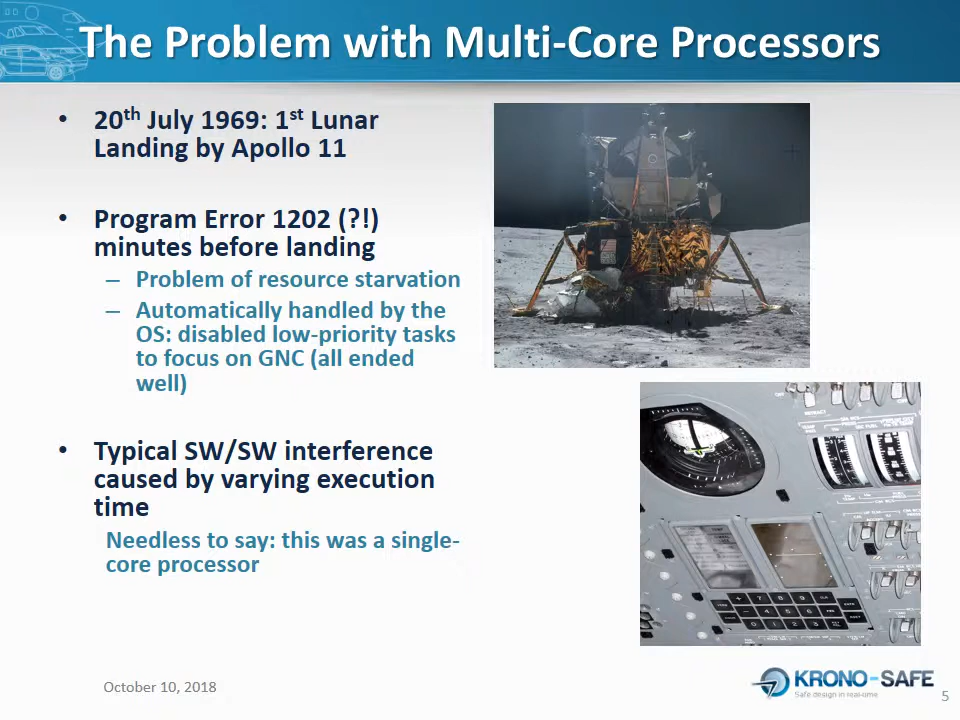 The Problem with Multi-Core Processors
• 20th July 1969: 1st Lunar
Landing by Apollo 11
• Program Error 1202 (?!)
minutes before landing
– Problem of resource starvation
– Automatically handled by the
OS: disabled low-priority tasks
to focus on GNC (all ended
well)
• Typical SW/SW interference
caused by varying execution
time
Needless to say: this was a single-
core processor
October 10, 2018
KRONO-SAFE
Safe design in real-time
5